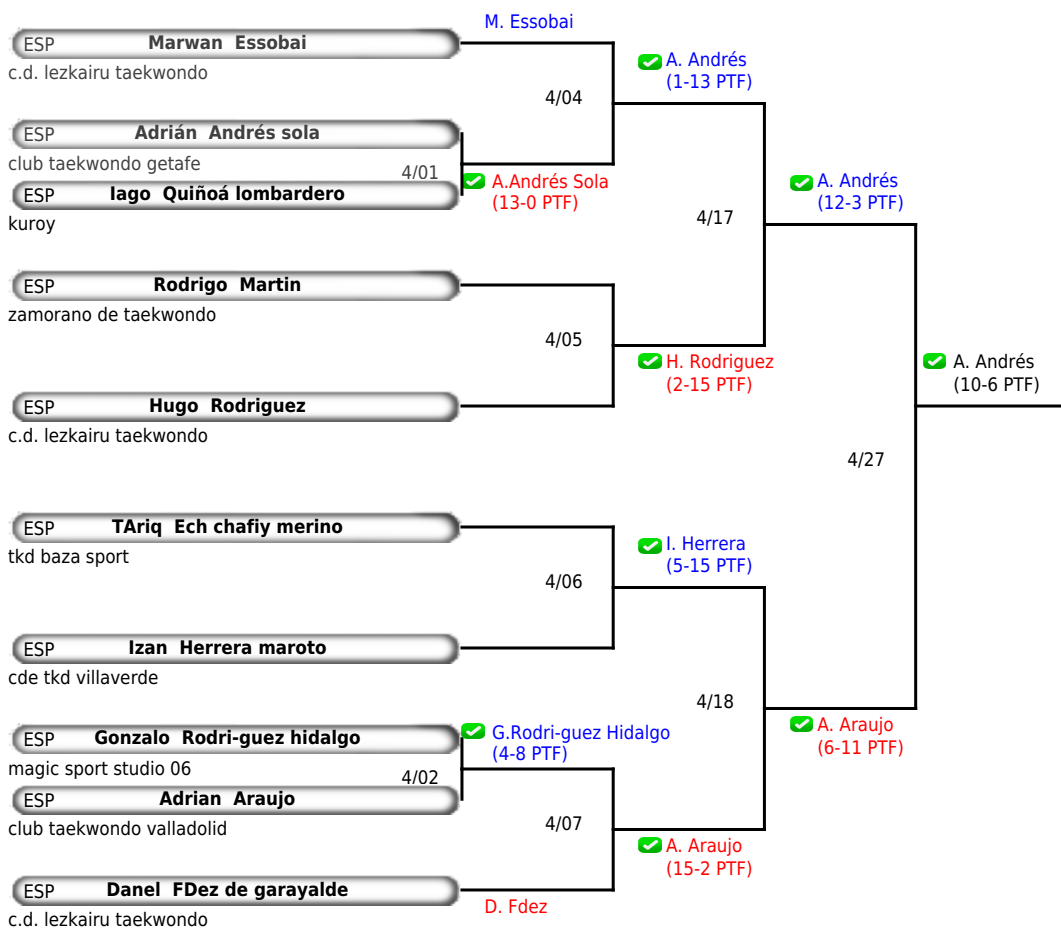 M. Essobai
ESP Marwan Essobai
c.d. lezkairu taekwondo
A. Andrés
(1-13 PTF)
4/04
ESP Adrián Andrés sola
club taekwondo getafe
4/01
A.Andrés Sola
(13-0 PTF)
ESP Iago Quiñoá lombardero
kuroy
A. Andrés
(12-3 PTF)
4/17
ESP Rodrigo Martin
zamorano de taekwondo
4/05
H. Rodriguez
(2-15 PTF)
A. Andrés
(10-6 PTF)
ESP Hugo Rodriguez
c.d. lezkairu taekwondo
4/27
ESP TAriq Ech chafiy merino
tkd baza sport
I. Herrera
(5-15 PTF)
4/06
ESP Izan Herrera maroto
cde tkd villaverde
4/18
A. Araujo
(6-11 PTF)
ESP Gonzalo Rodri-guez hidalgo
magic sport studio 06
G.Rodri-guez Hidalgo
(4-8 PTF)
4/02
ESP Adrian Araujo
club taekwondo valladolid
4/07
A. Araujo
(15-2 PTF)
ESP Danel FDez de garayalde
c.d. lezkairu taekwondo
D. Fdez